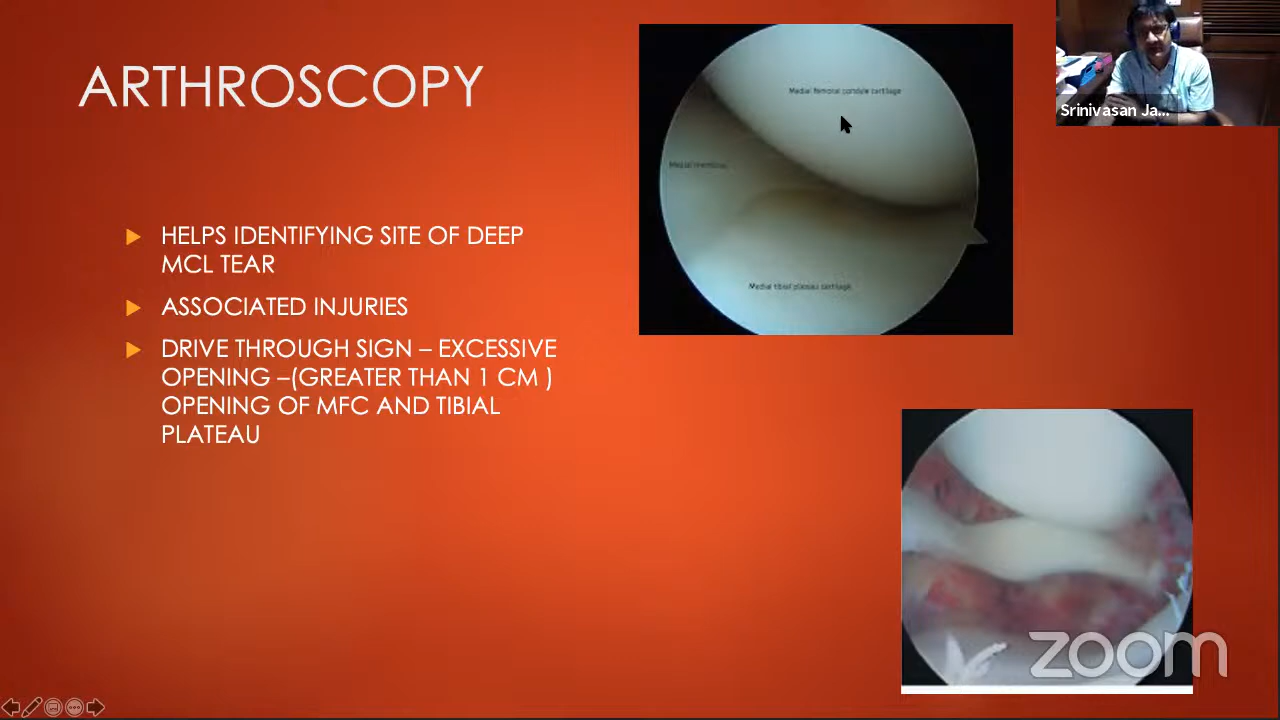 ARTHROSCOPY
HELPS IDENTIFYING SITE OF DEEP
MCL TEAR
ASSOCIATED INJURIES
DRIVE THROUGH SIGN – EXCESSIVE
OPENING –(GREATER THAN 1 CM )
OPENING OF MFC AND TIBIAL
PLATEAU
Medial femoral condyle cartilage
Medial meniscus
Medial tibial plateau cartilage
Srinivasan Ja...
zoom